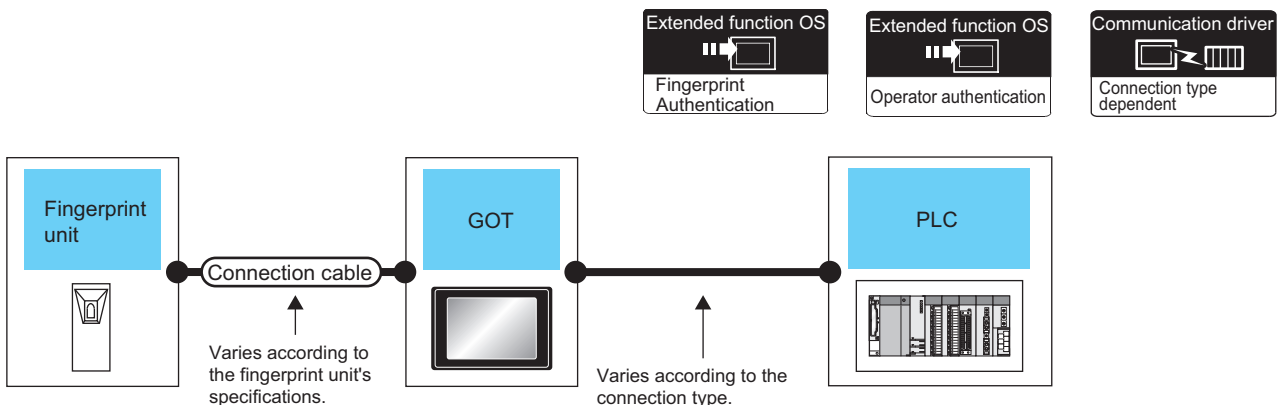 Extended function OS
Fingerprint
Authentication
Extended function OS
Operator authentication
Communication driver
Connection type
dependent
Fingerprint
unit
Connection cable
GOT
PLC
Varies according to
the fingerprint unit's
specifications.
Varies according to the
connection type.